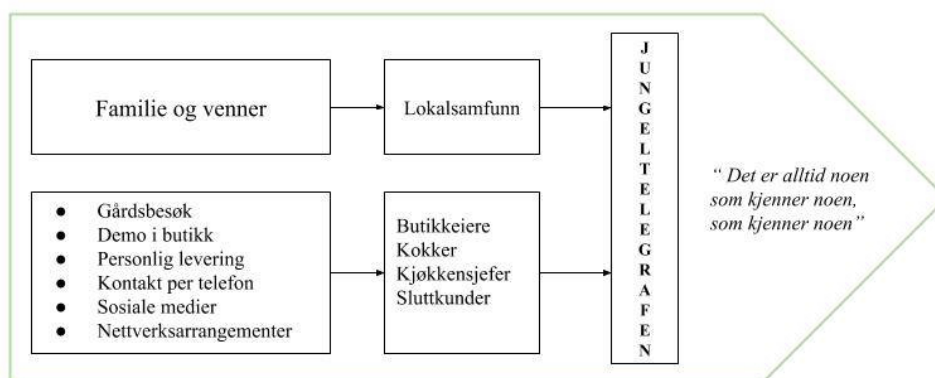 Familie og venner
Lokalsamfunn
● Gårdsbesøk
● Demo i butikk
● Personlig levering
● Kontakt per telefon
● Sosiale medier
● Nettverksarrangementer
Butikkeiere
Kokker
Kjøkkensjefer
Sluttkunder
JUNGELTELEGRAFEN
“ Det er alltid noen
som kjenner noen,
som kjenner noen”